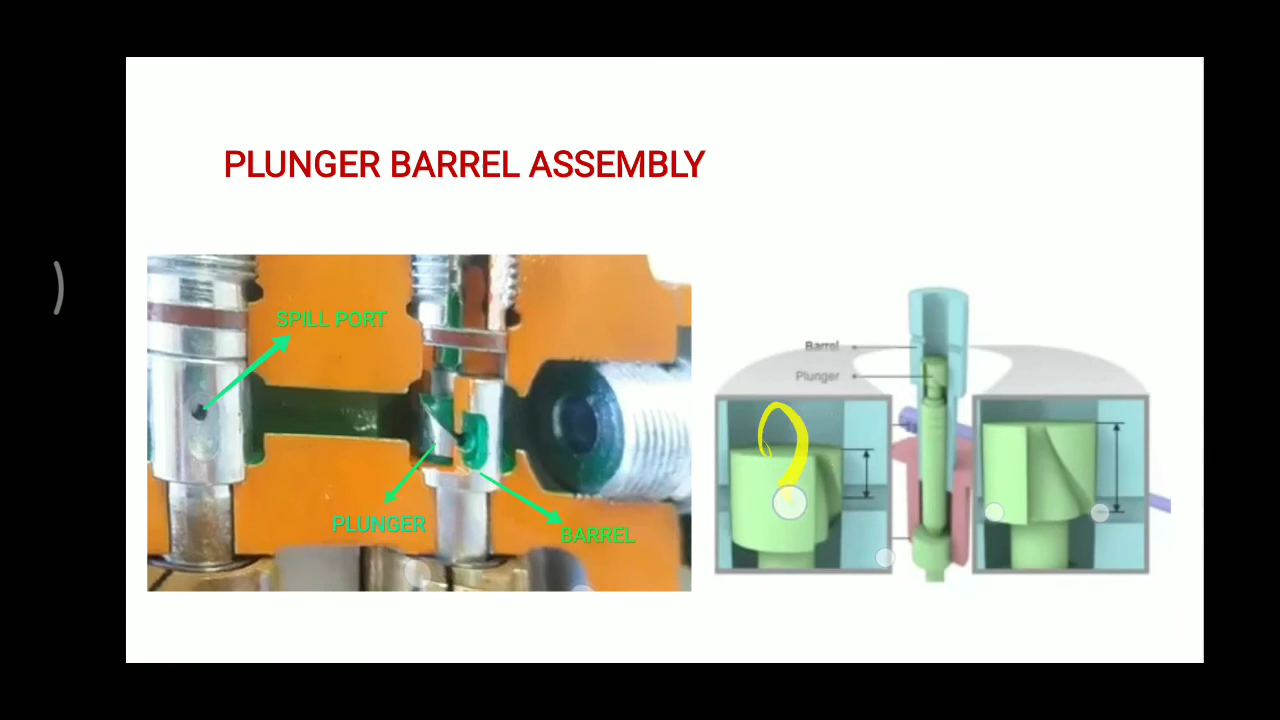 PLUNGER BARREL ASSEMBLY
SPILL PORT
PLUNGER
BARREL
Barrel
Plunger